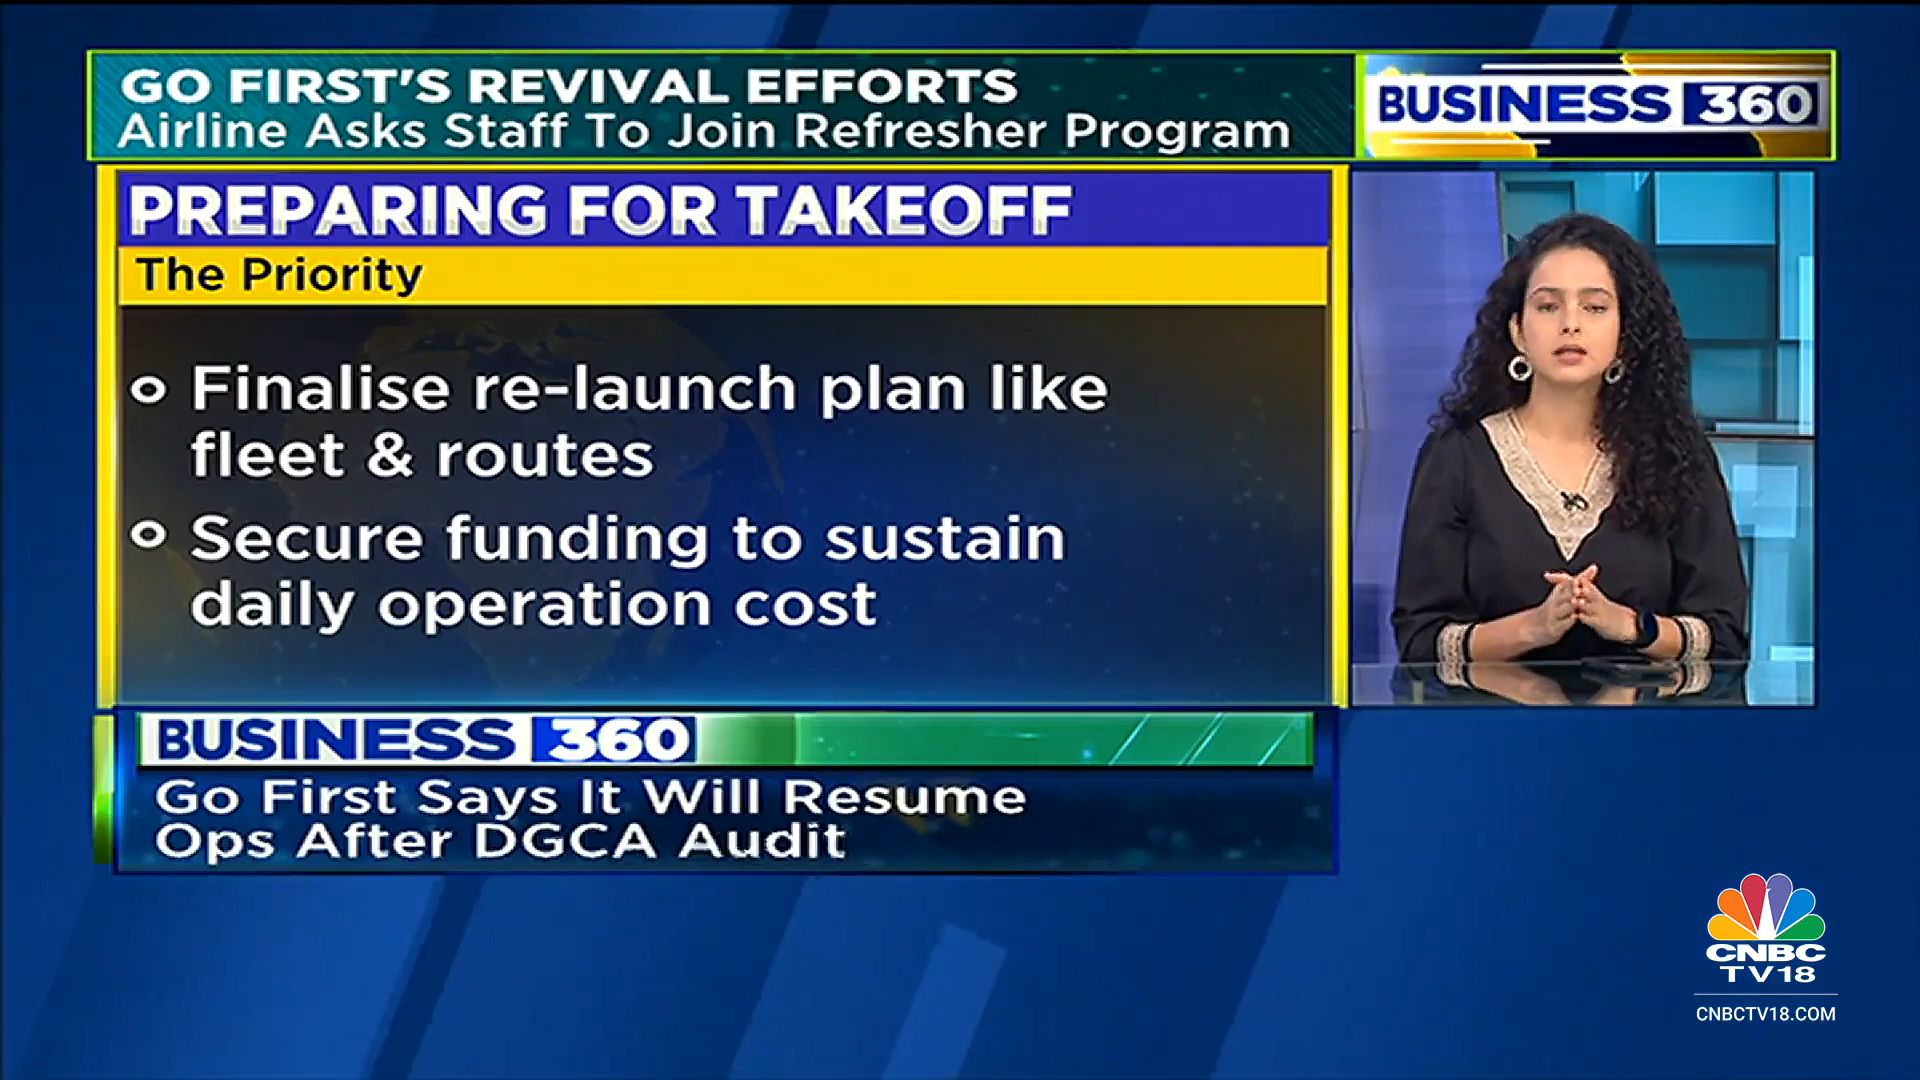 GO FIRST'S REVIVAL EFFORTS
Airline Asks Staff To Join Refresher Program
BUSINESS 360
PREPARING FOR TAKEOFF
The Priority
Finalise re-launch plan like
fleet & routes
Secure funding to sustain
daily operation cost
BUSINESS 360
Go First Says It Will Resume
Ops After DGCA Audit
CNBC
TV18
CNBCTV18.COM